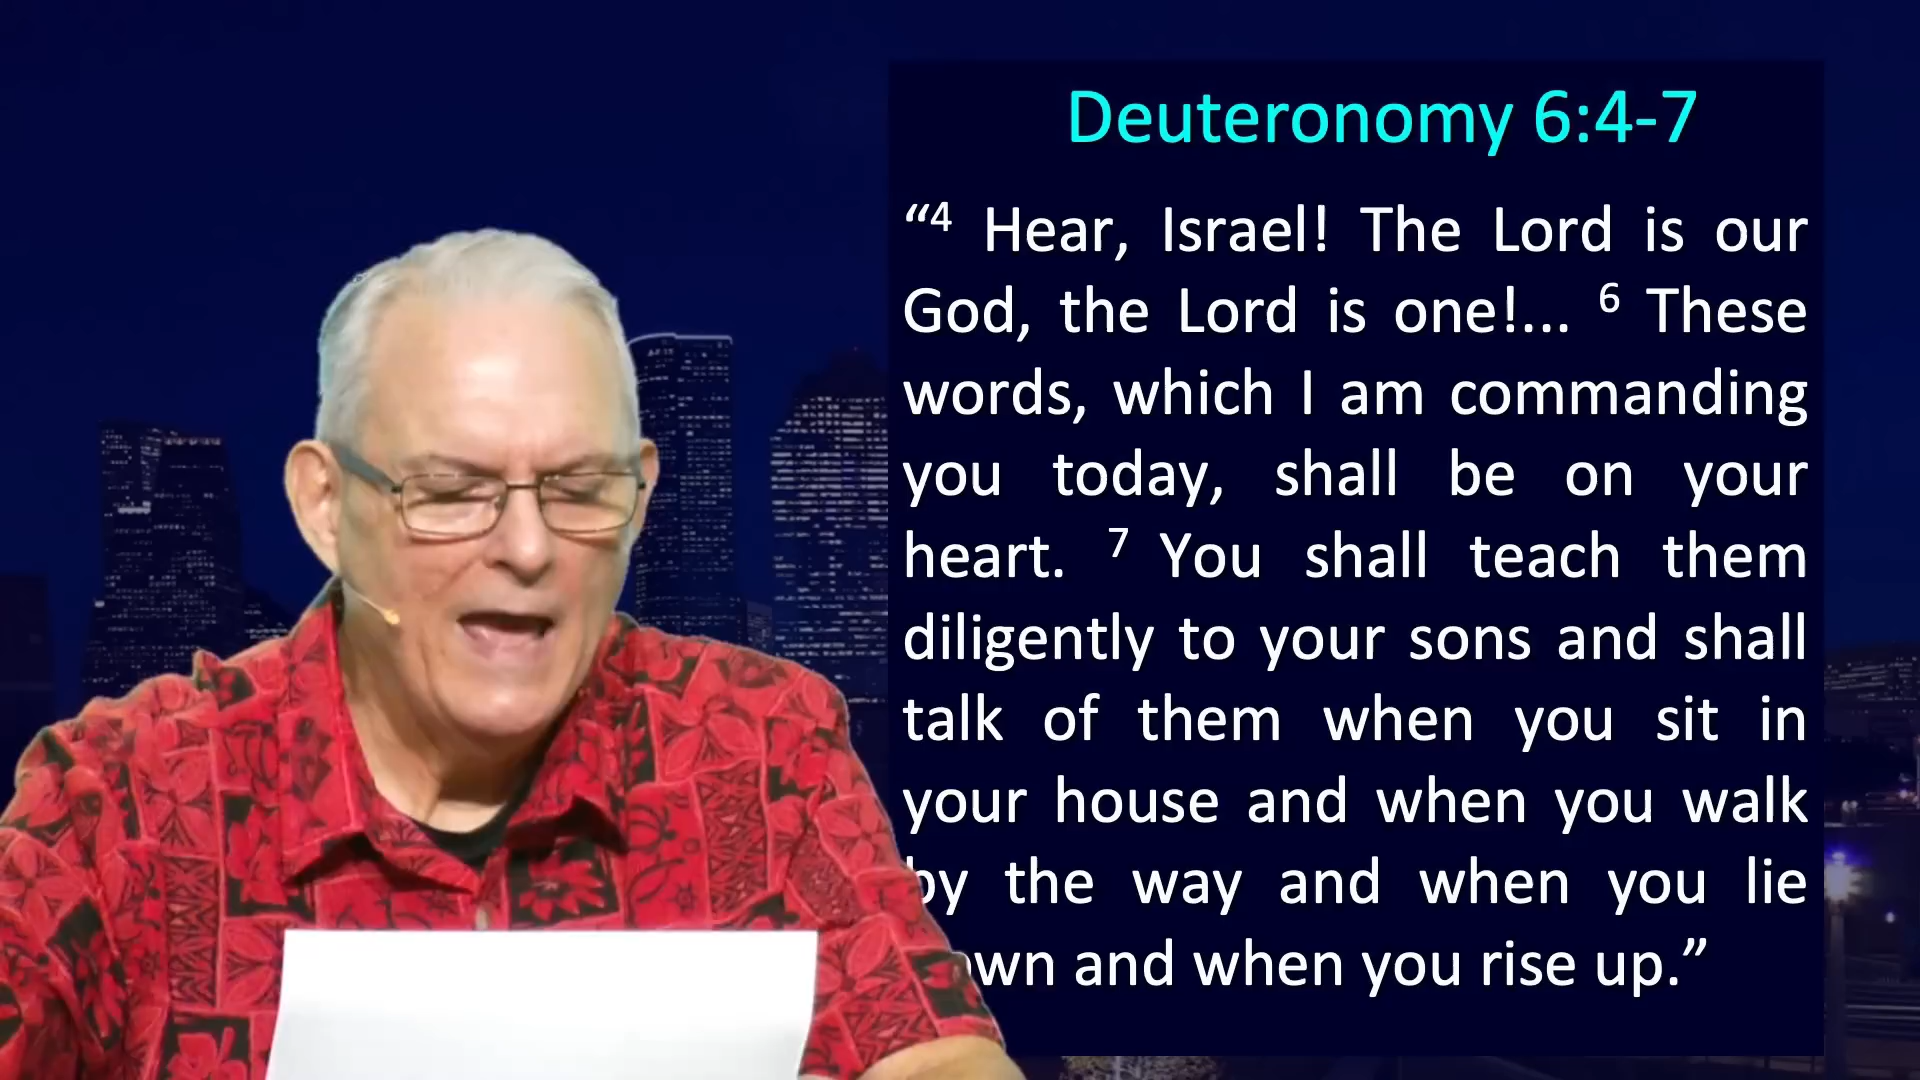 Deuteronomy 6:4-7
“⁴ Hear, Israel! The Lord is our
God, the Lord is one!... ⁶ These
words, which I am commanding
you today, shall be on your
heart. ⁷ You shall teach them
diligently to your sons and shall
talk of them when you sit in
your house and when you walk
by the way and when you lie
down and when you rise up.”